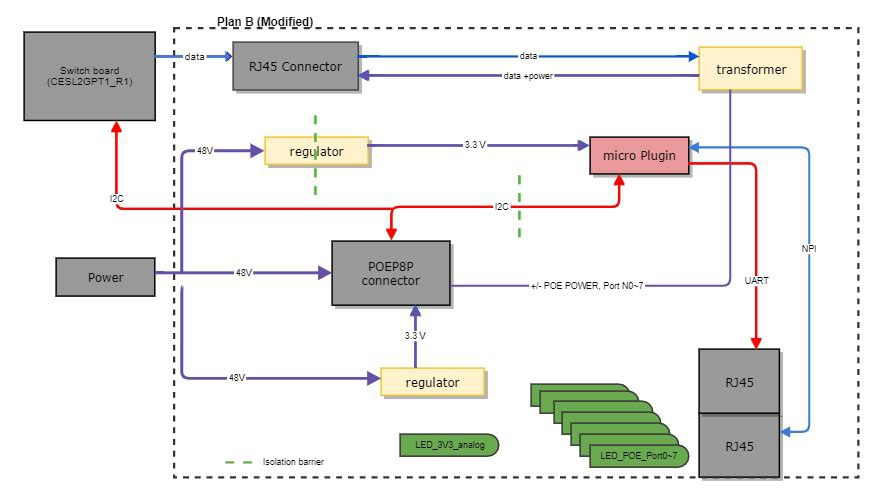 Plan B (Modified)
Switch board
(CESL2GPT1_R1)
data
RJ45 Connector
data
data +power
transformer
48V
regulator
3.3 V
micro Plugin
I2C
I2C
Power
48V
POEP8P
connector
+/- POE POWER, Port N0~7
NPI
UART
3.3 V
48V
regulator
RJ45
RJ45
LED_3V3_analog
LED_POE_Port0~7
Isolation barrier